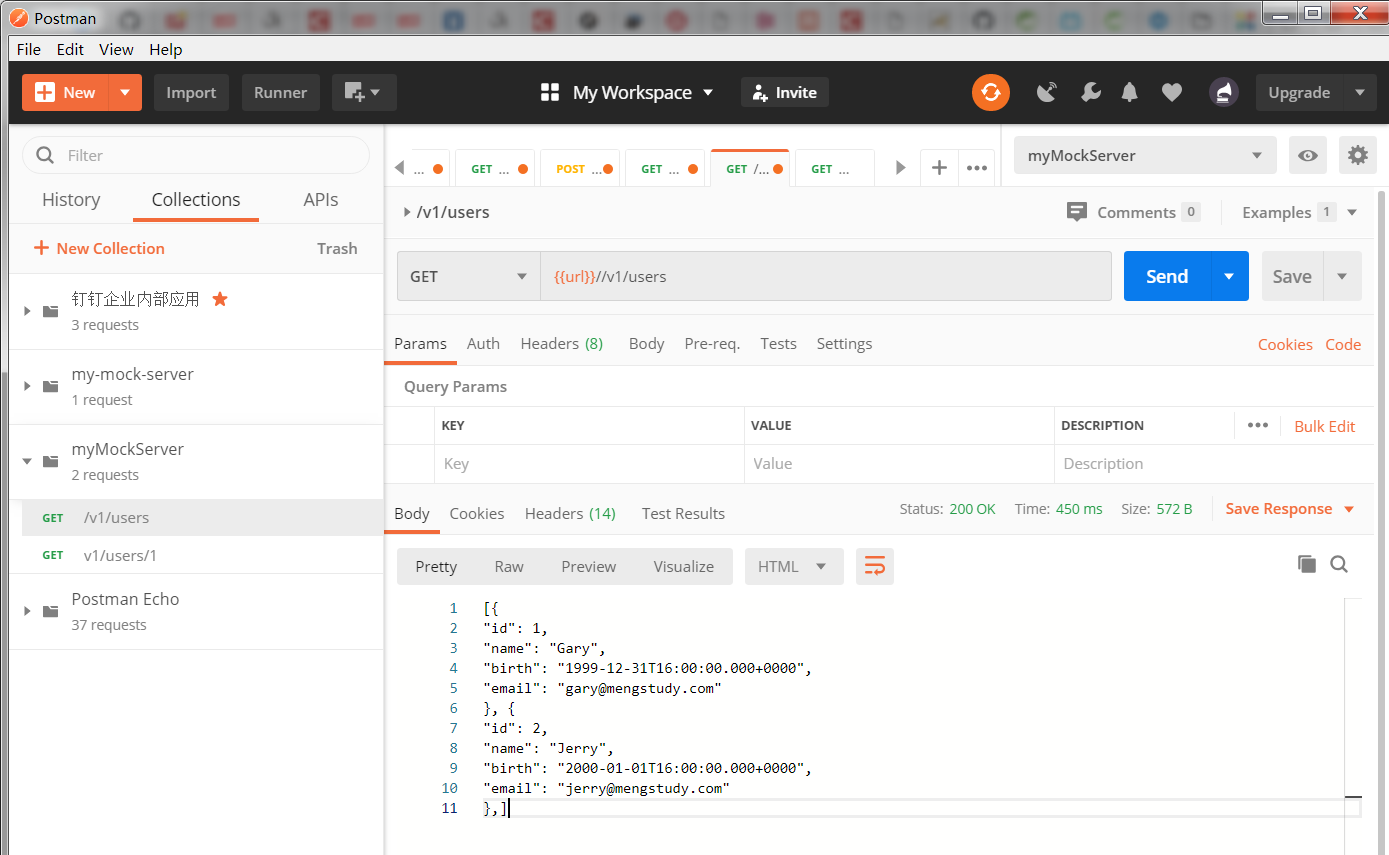 Postman
File Edit View Help
New Import Runner My Workspace Invite Upgrade
Filter
History Collections APIs
New Collection Trash
钉钉企业内部应用
3 requests
my-mock-server
1 request
myMockServer
2 requests
GET /v1/users
GET v1/users/1
Postman Echo
37 requests
... GET ... POST ... GET ... GET /... GET ... myMockServer
/v1/users Comments 0 Examples 1
GET {{url}}//v1/users Send Save
Params Auth Headers (8) Body Pre-req. Tests Settings Cookies Code
Query Params
KEY VALUE DESCRIPTION Bulk Edit
Key Value Description
Body Cookies Headers (14) Test Results Status: 200 OK Time: 450 ms Size: 572 B Save Response
Pretty Raw Preview Visualize HTML
1 [{
2 "id": 1,
3 "name": "Gary",
4 "birth": "1999-12-31T16:00:00.000+0000",
5 "email": "gary@mengstudy.com"
6 }, {
7 "id": 2,
8 "name": "Jerry",
9 "birth": "2000-01-01T16:00:00.000+0000",
10 "email": "jerry@mengstudy.com"
11 },]